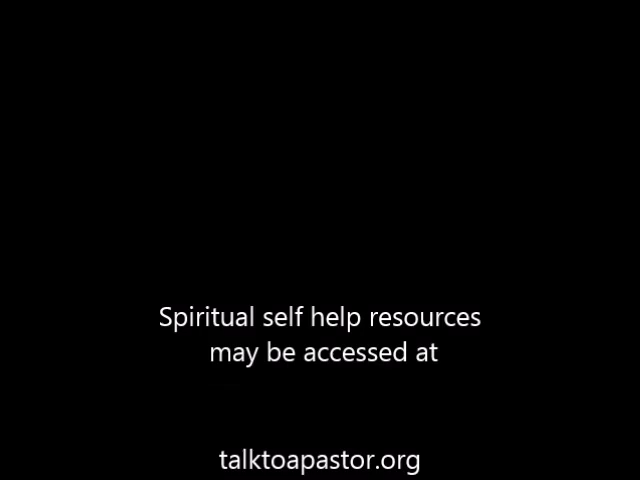 Spiritual self help resources
may be accessed at
talktoapastor.org